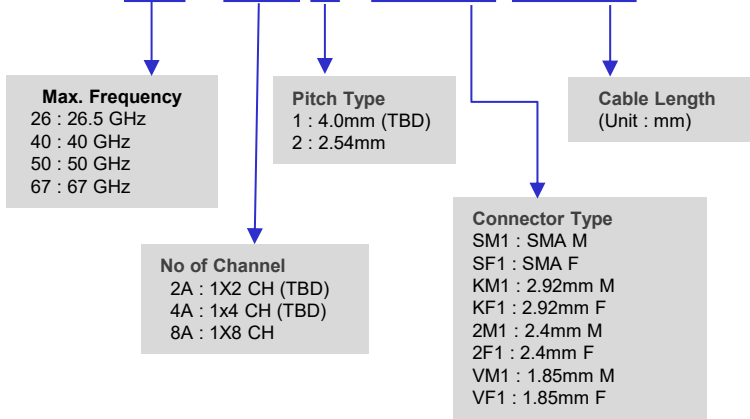 Max. Frequency
26 : 26.5 GHz
40 : 40 GHz
50 : 50 GHz
67 : 67 GHz
Pitch Type
1 : 4.0mm (TBD)
2 : 2.54mm
Cable Length
(Unit : mm)
No of Channel
2A : 1X2 CH (TBD)
4A : 1x4 CH (TBD)
8A : 1X8 CH
Connector Type
SM1 : SMA M
SF1 : SMA F
KM1 : 2.92mm M
KF1 : 2.92mm F
2M1 : 2.4mm M
2F1 : 2.4mm F
VM1 : 1.85mm M
VF1 : 1.85mm F